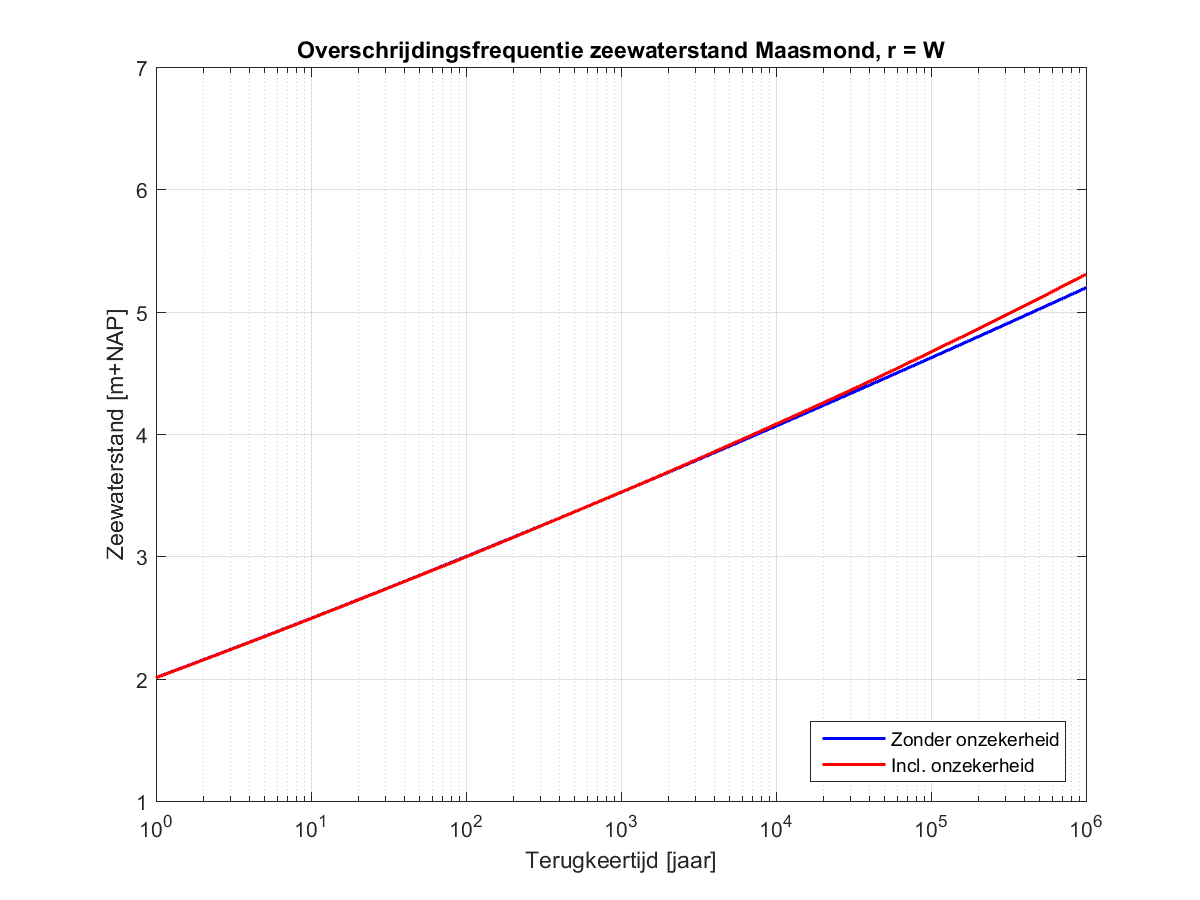 Overschrijdingsfrequentie zeewaterstand Maasmond, r = W
7
6
5
4
3
2
1
Zeewaterstand [m+NAP]
Zonder onzekerheid
Incl. onzekerheid
10^0 10^1 10^2 10^3 10^4 10^5 10^6
Terugkeertijd [jaar]